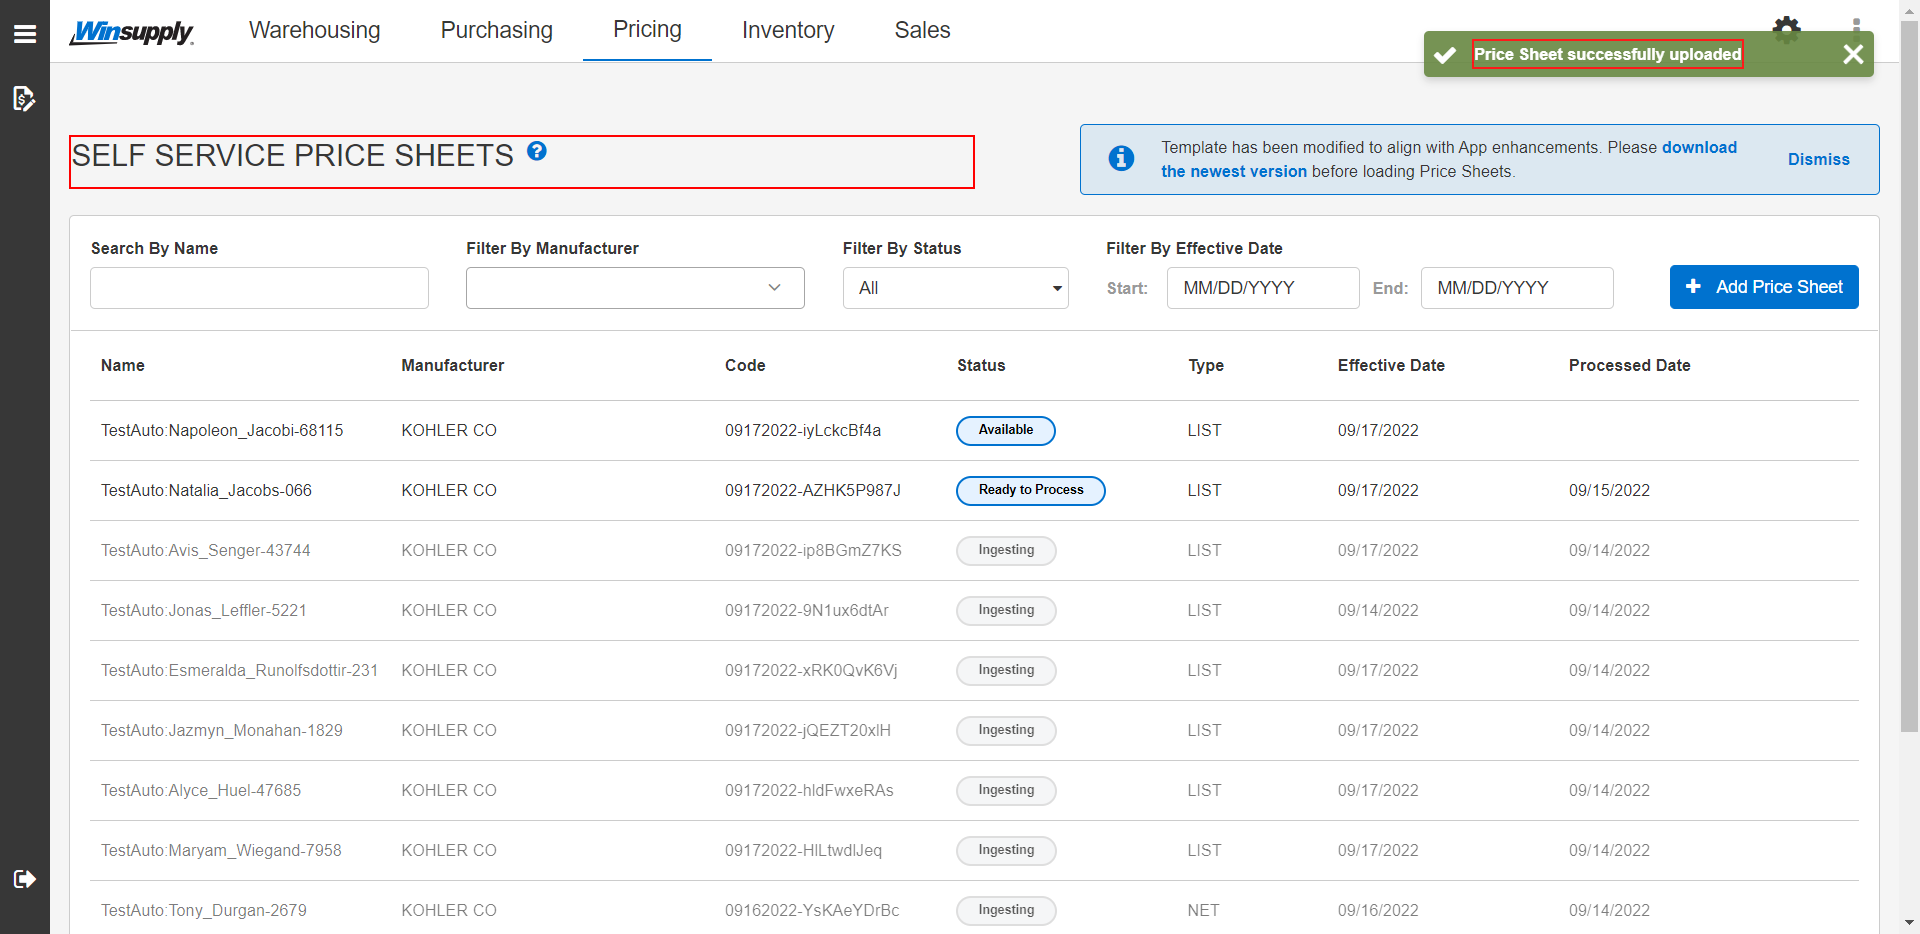 Winsupply
Warehousing
Purchasing
Pricing
Inventory
Sales
Price Sheet successfully uploaded
SELF SERVICE PRICE SHEETS
Template has been modified to align with App enhancements. Please download
the newest version before loading Price Sheets.
Dismiss
Search By Name
Filter By Manufacturer
Filter By Status
Filter By Effective Date
All
Start:
MM/DD/YYYY
End:
MM/DD/YYYY
Add Price Sheet
Name Manufacturer Code Status Type Effective Date Processed Date
TestAuto:Napoleon_Jacobi-68115 KOHLER CO 09172022-iyLckcBf4a Available LIST 09/17/2022
TestAuto:Natalia_Jacobs-066 KOHLER CO 09172022-AZHK5P987J Ready to Process LIST 09/17/2022 09/15/2022
TestAuto:Avis_Senger-43744 KOHLER CO 09172022-ip8BGmZ7KS Ingesting LIST 09/17/2022 09/14/2022
TestAuto:Jonas_Leffler-5221 KOHLER CO 09172022-9N1ux6dtAr Ingesting LIST 09/14/2022 09/14/2022
TestAuto:Esmeralda_Runolfsdottir-231 KOHLER CO 09172022-xRK0QvK6Vj Ingesting LIST 09/17/2022 09/14/2022
TestAuto:Jazmyn_Monahan-1829 KOHLER CO 09172022-jQEZT20xlH Ingesting LIST 09/17/2022 09/14/2022
TestAuto:Alyce_Huel-47685 KOHLER CO 09172022-hldFwxeRAs Ingesting LIST 09/17/2022 09/14/2022
TestAuto:Maryam_Wiegand-7958 KOHLER CO 09172022-HlLtwdlJeq Ingesting LIST 09/17/2022 09/14/2022
TestAuto:Tony_Durgan-2679 KOHLER CO 09162022-YsKAeYDrBc Ingesting NET 09/16/2022 09/14/2022